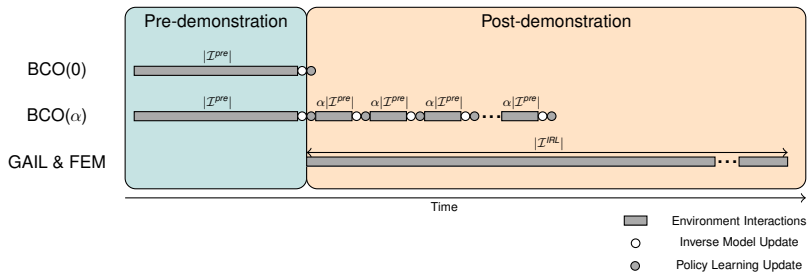 Pre-demonstration
Post-demonstration
BCO(0)
|𝓘^pre|
BCO(α)
|𝓘^pre| α|𝓘^pre| α|𝓘^pre| α|𝓘^pre| ... α|𝓘^pre|
GAIL & FEM
|𝓘^IRL|
...
Time
Environment Interactions
Inverse Model Update
Policy Learning Update